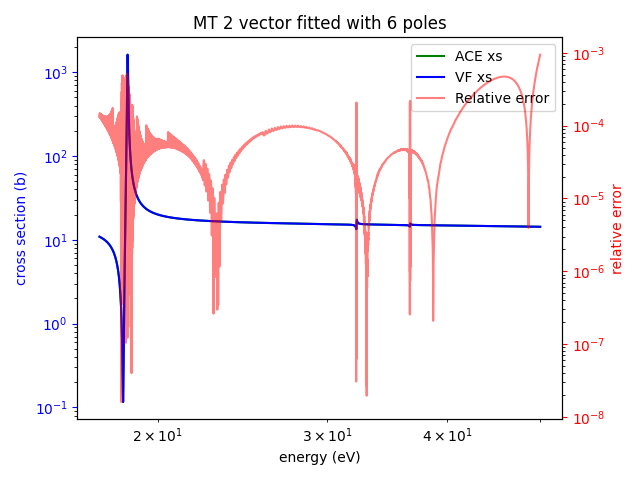 MT 2 vector fitted with 6 poles
ACE xs
VF xs
Relative error
cross section (b)
10³
10²
10¹
10⁰
10⁻¹
relative error
10⁻³
10⁻⁴
10⁻⁵
10⁻⁶
10⁻⁷
10⁻⁸
2 × 10¹
3 × 10¹
4 × 10¹
energy (eV)